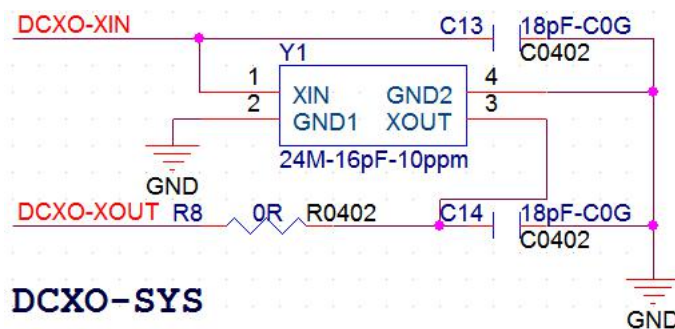 DCXO-XIN C13 18pF-C0G
C0402
Y1
1 XIN GND2 4
2 GND1 XOUT 3
24M-16pF-10ppm
GND
DCXO-XOUT R8 0R R0402 C14 18pF-C0G
C0402
DCXO-SYS
GND